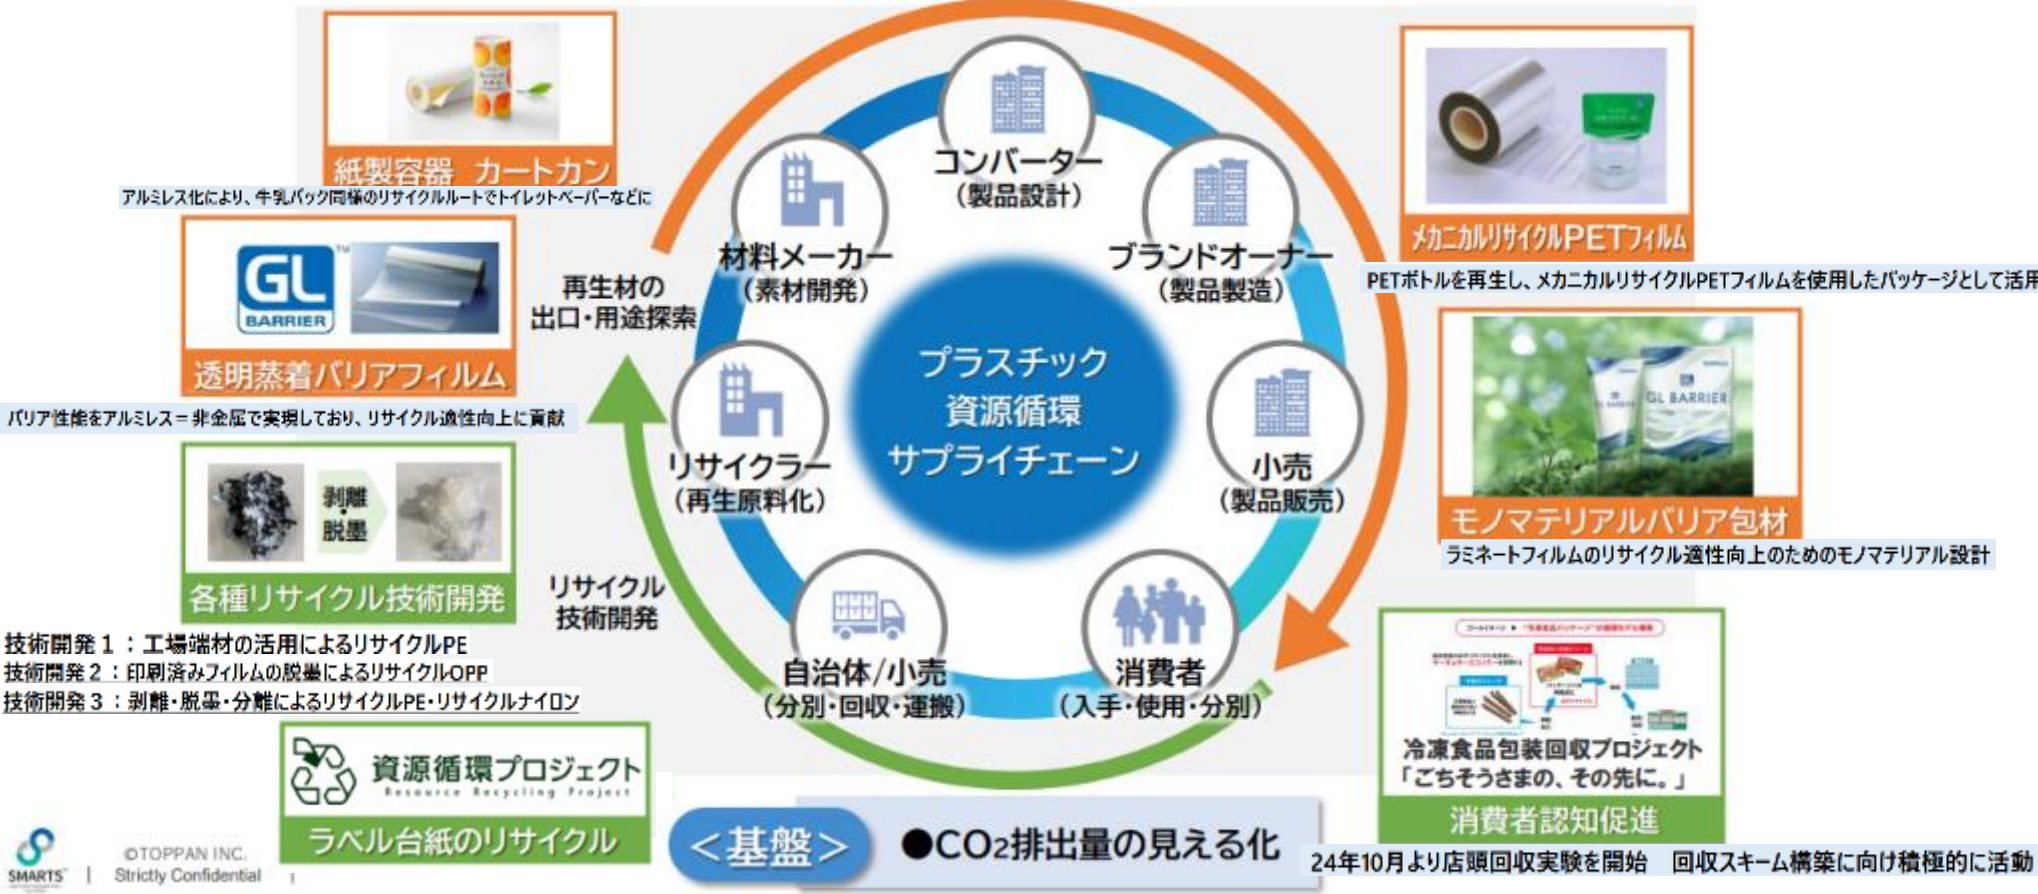 紙製容器 カートカン
アルミレス化により、牛乳パック同様のリサイクルルートでトイレットペーパーなどに
GL
BARRIER
TM
透明蒸着バリアフィルム
バリア性能をアルミレス＝非金属で実現しており、リサイクル適性向上に貢献
剥離
・
脱墨
各種リサイクル技術開発
技術開発１：工場端材の活用によるリサイクルPE
技術開発２：印刷済みフィルムの脱墨によるリサイクルOPP
技術開発３：剥離・脱墨・分離によるリサイクルPE・リサイクルナイロン
資源循環プロジェクト
Resource Recycling Project
ラベル台紙のリサイクル
SMARTS
©TOPPAN INC.
Strictly Confidential
再生材の
出口・用途探索
リサイクル
技術開発
コンバーター
（製品設計）
材料メーカー
（素材開発）
ブランドオーナー
（製品製造）
リサイクラー
（再生原料化）
小売
（製品販売）
自治体/小売
（分別・回収・運搬）
消費者
（入手・使用・分別）
プラスチック
資源循環
サプライチェーン
＜基盤＞
●CO₂排出量の見える化
メカニカルリサイクルPETフィルム
PETボトルを再生し、メカニカルリサイクルPETフィルムを使用したパッケージとして活用
GL BARRIER
モノマテリアルバリア包材
ラミネートフィルムのリサイクル適性向上のためのモノマテリアル設計
冷凍食品包装回収プロジェクト
「ごちそうさまの、その先に。」
消費者認知促進
24年10月より店頭回収実験を開始　回収スキーム構築に向け積極的に活動